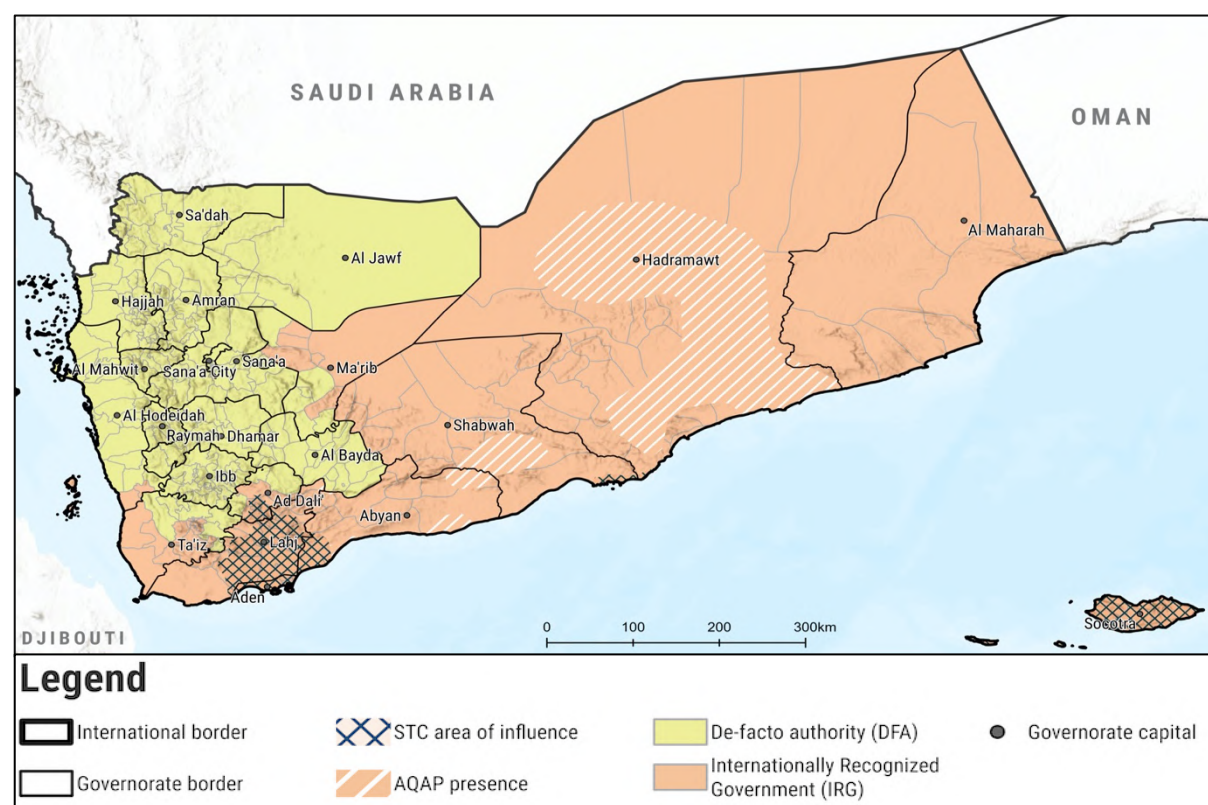 SAUDI ARABIA
OMAN
Sa'dah
Al Maharah
Al Jawf
Hadramawt
Hajjah
Amran
Sana'a
Al Mahwit
Sana'a City
Ma'rib
Al Hodeidah
Raymah
Dhamar
Shabwah
Al Bayda
Ibb
Ad Dali'
Abyan
Ta'iz
Lahj
Aden
Socotra
DJIBOUTI
0 100 200 300km
Legend
International border
STC area of influence
De-facto authority (DFA)
Governorate capital
Governorate border
AQAP presence
Internationally Recognized
Government (IRG)